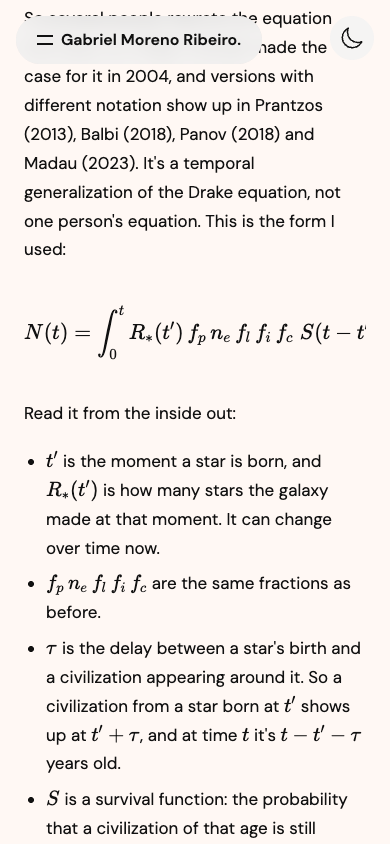 the equation
Gabriel Moreno Ribeiro.
made the
case for it in 2004, and versions with
different notation show up in Prantzos
(2013), Balbi (2018), Panov (2018) and
Madau (2023). It's a temporal
generalization of the Drake equation, not
one person's equation. This is the form I
used:
N(t) = ∫₀ᵗ R∗(t′) fₚ nₑ fₗ fᵢ f_c S(t − t′
Read it from the inside out:
• t′ is the moment a star is born, and
R∗(t′) is how many stars the galaxy
made at that moment. It can change
over time now.
• fₚ nₑ fₗ fᵢ f_c are the same fractions as
before.
• τ is the delay between a star's birth and
a civilization appearing around it. So a
civilization from a star born at t′ shows
up at t′ + τ, and at time t it's t − t′ − τ
years old.
• S is a survival function: the probability
that a civilization of that age is still